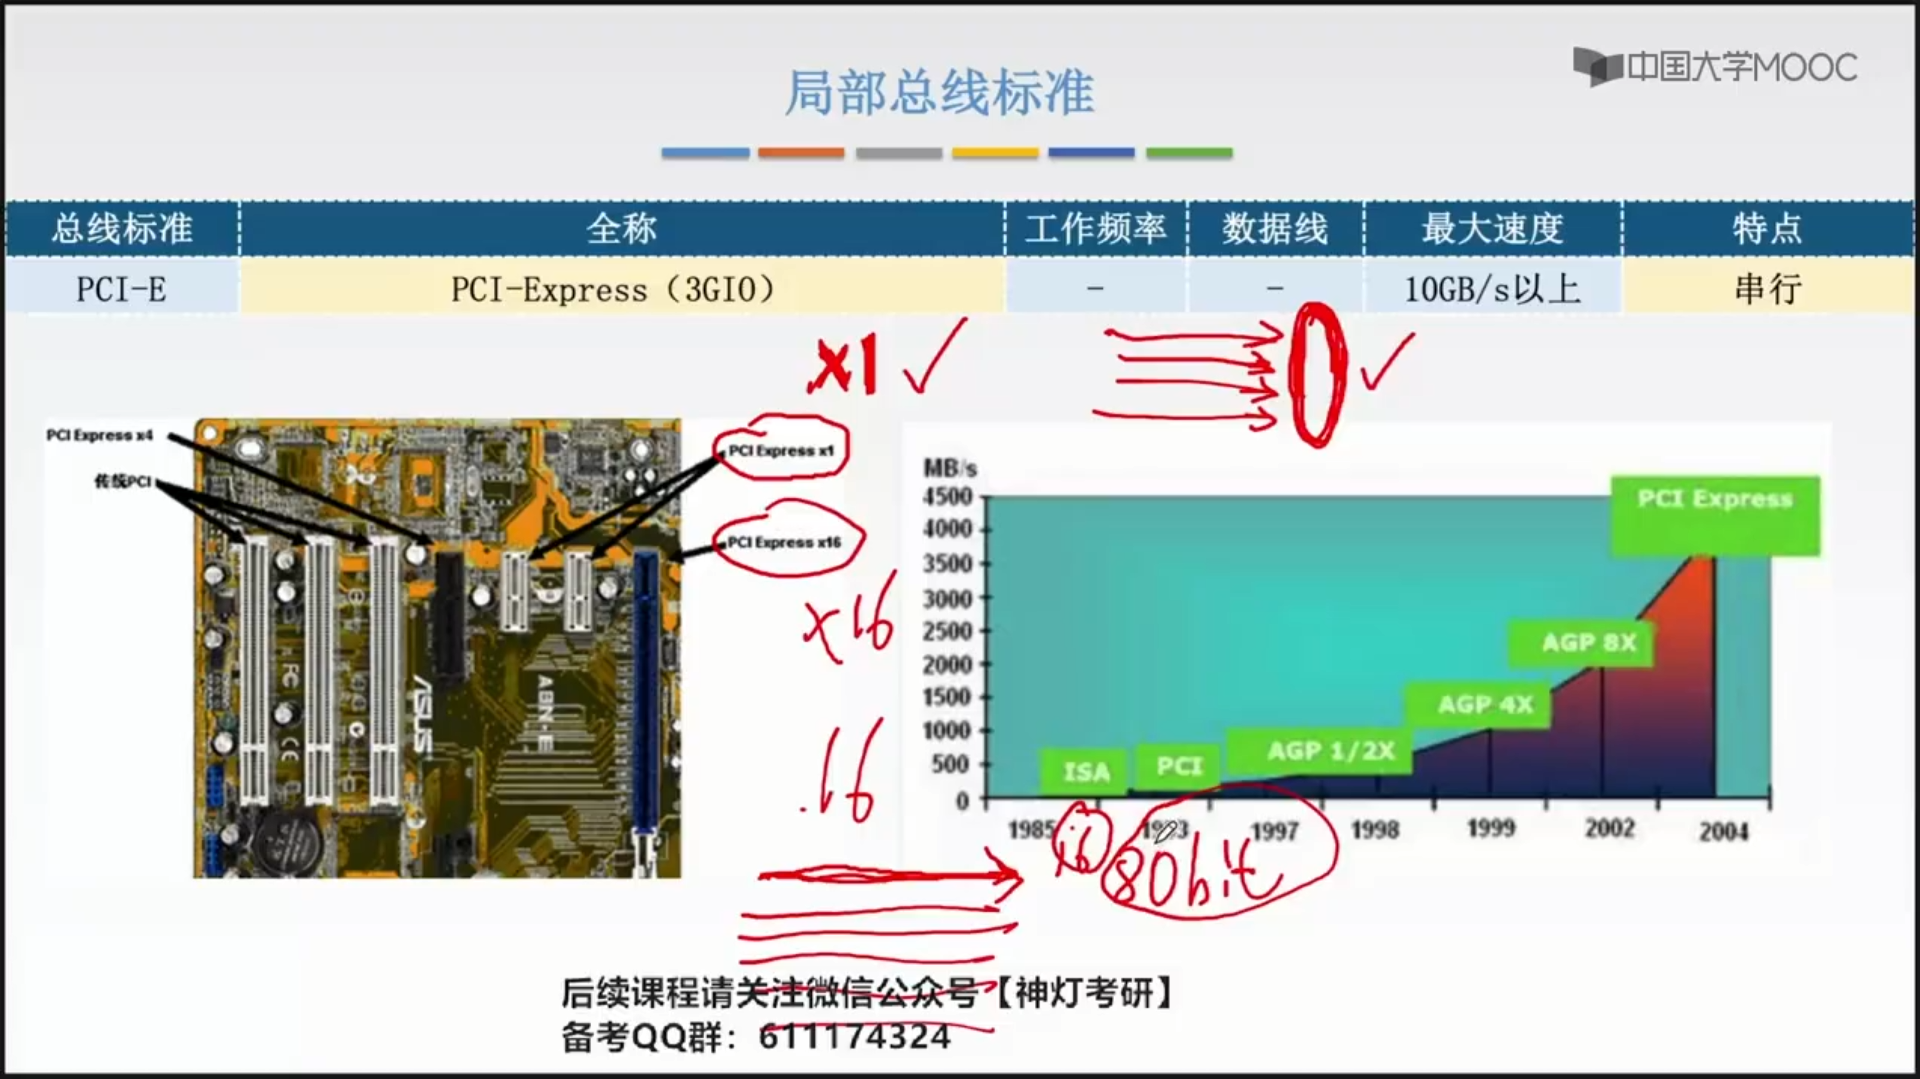 中国大学MOOC
局部总线标准
总线标准 全称 工作频率 数据线 最大速度 特点
PCI-E PCI-Express（3GIO） - - 10GB/s以上 串行
x1
PCI Express x4
传统PCI
PCI Express x1
PCI Express x16
x16
.16
ASUS
A8N-E
MB/s
4500
4000
3500
3000
2500
2000
1500
1000
500
0
PCI Express
AGP 8X
AGP 4X
AGP 1/2X
PCI
ISA
1985 1993 1997 1998 1999 2002 2004
80bit
后续课程请关注微信公众号【神灯考研】
备考QQ群：611174324